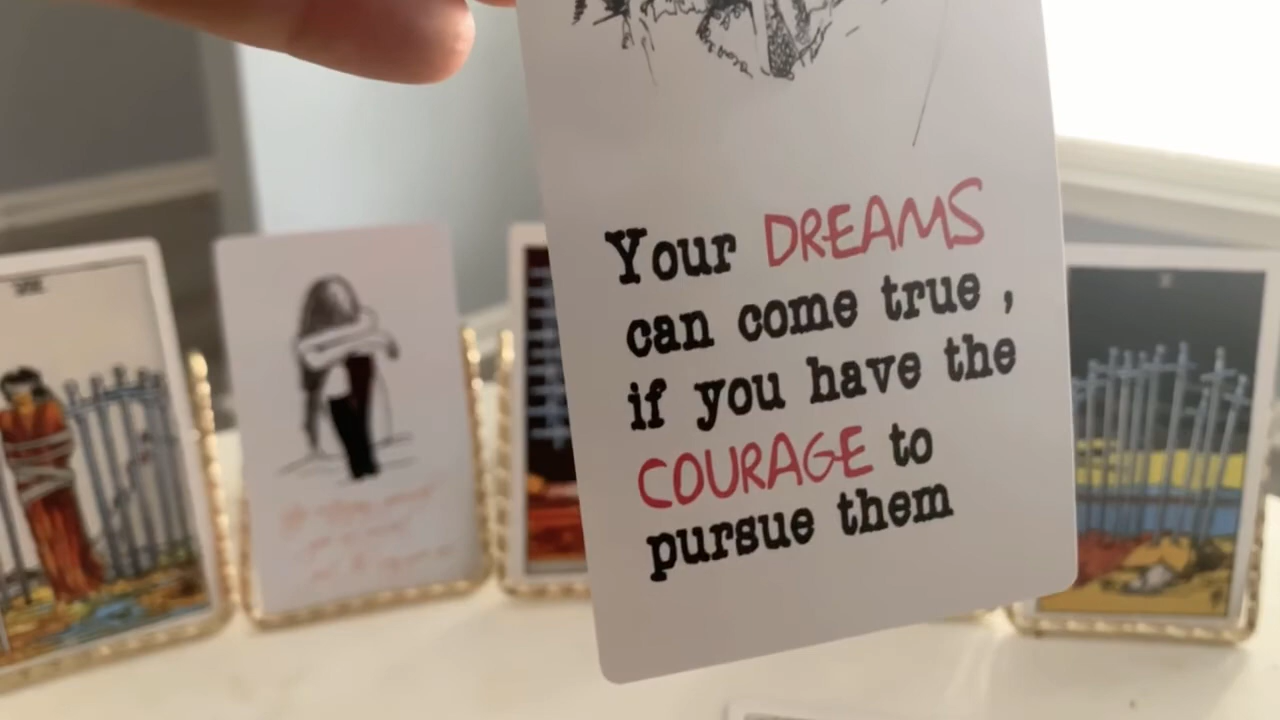 Your DREAMS
can come true ,
if you have the
COURAGE to
pursue them